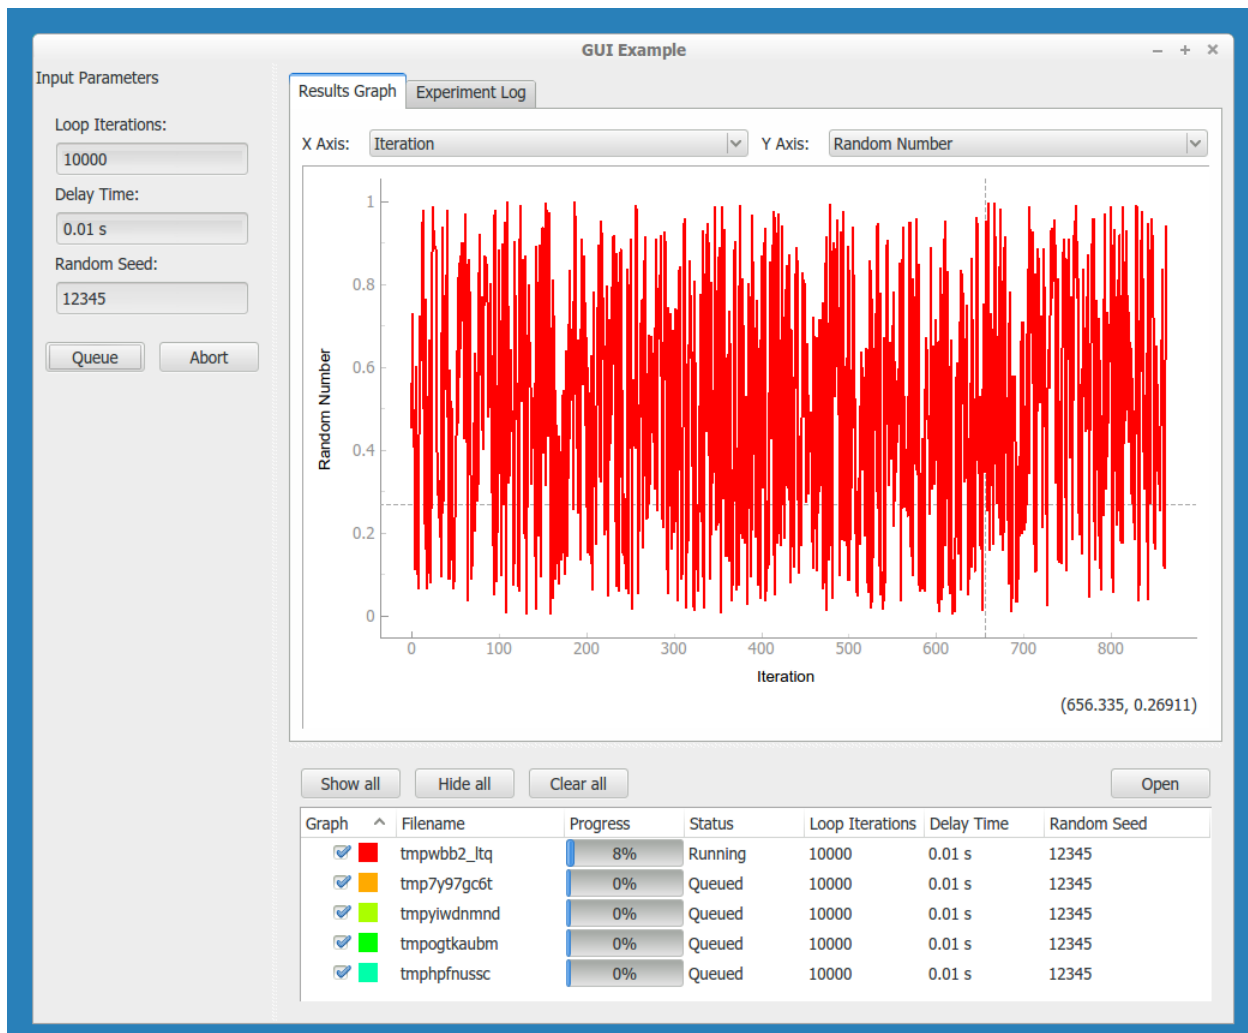 GUI Example
Input Parameters
Loop Iterations:
10000
Delay Time:
0.01 s
Random Seed:
12345
Queue Abort
Results Graph Experiment Log
X Axis: Iteration Y Axis: Random Number
1
0.8
0.6
0.4
0.2
0
Random Number
0 100 200 300 400 500 600 700 800
Iteration
(656.335, 0.26911)
Show all Hide all Clear all Open
Graph Filename Progress Status Loop Iterations Delay Time Random Seed
tmpwbb2_ltq 8% Running 10000 0.01 s 12345
tmp7y97gc6t 0% Queued 10000 0.01 s 12345
tmpyiwdnmnd 0% Queued 10000 0.01 s 12345
tmpogtkaubm 0% Queued 10000 0.01 s 12345
tmphpfnussc 0% Queued 10000 0.01 s 12345